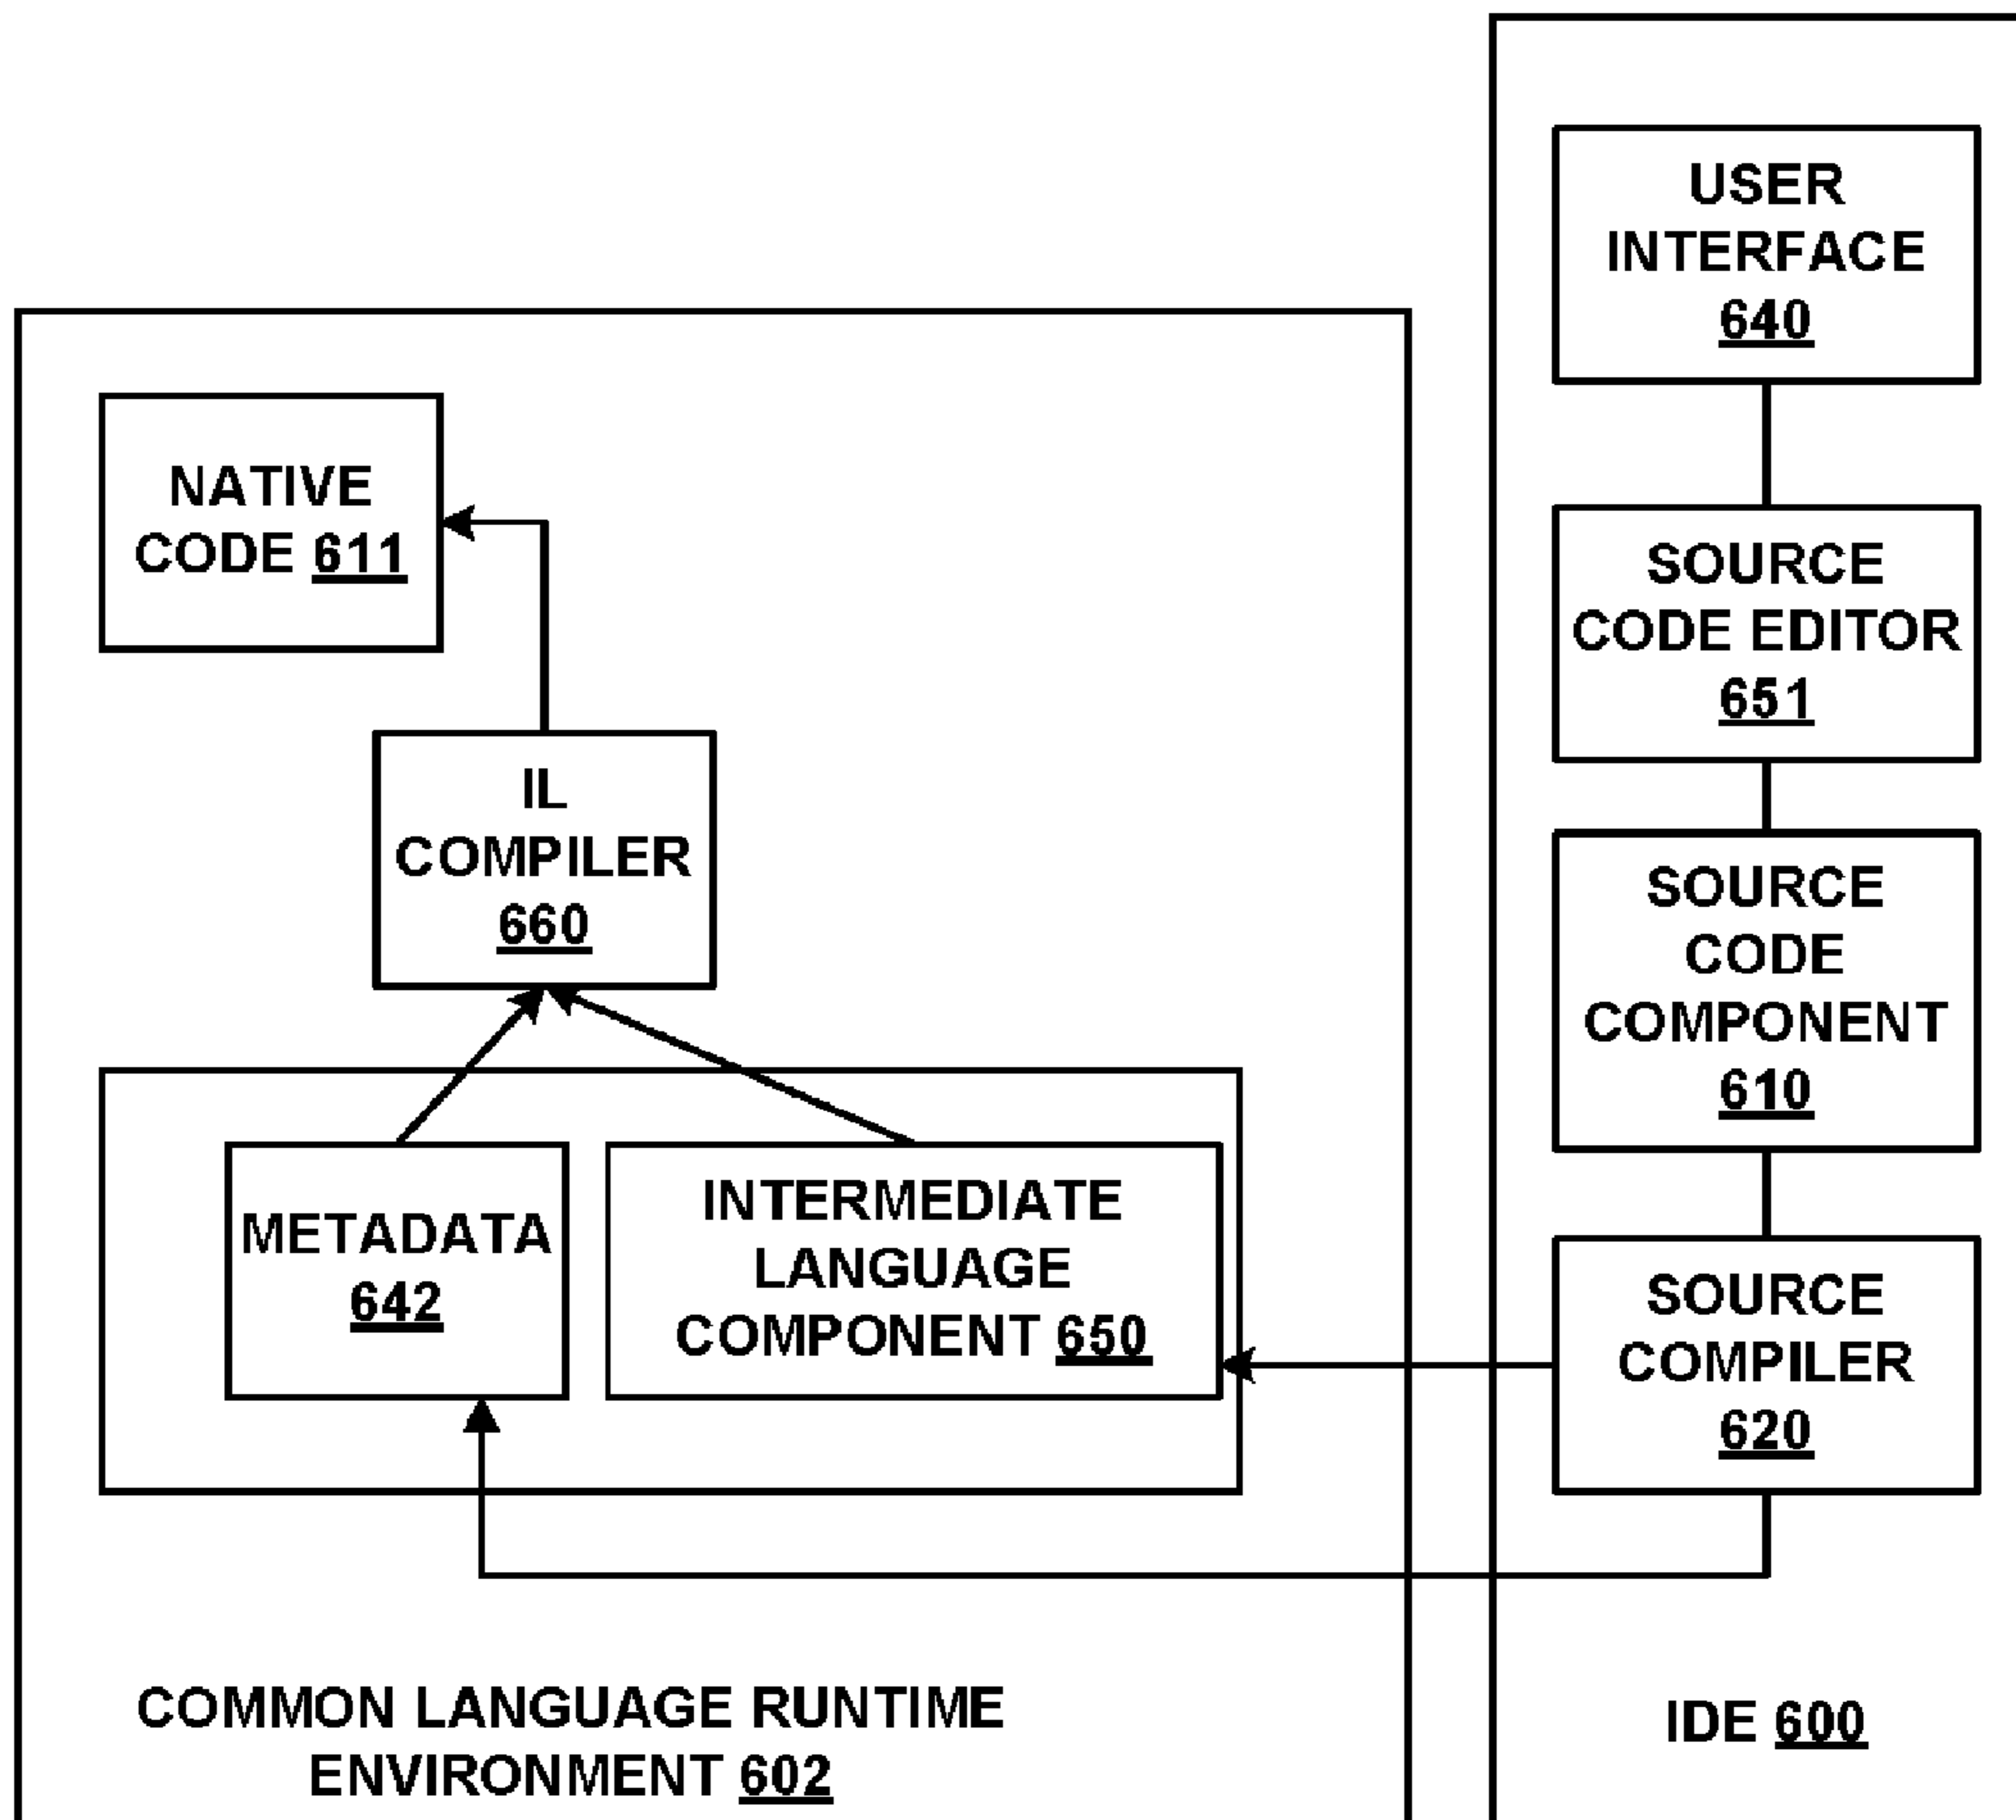 USER
INTERFACE
640
NATIVE
CODE 611
SOURCE
CODE EDITOR
651
IL
COMPILER
660
SOURCE
CODE
COMPONENT
610
METADATA
642
INTERMEDIATE
LANGUAGE
COMPONENT 650
SOURCE
COMPILER
620
COMMON LANGUAGE RUNTIME
ENVIRONMENT 602
IDE 600